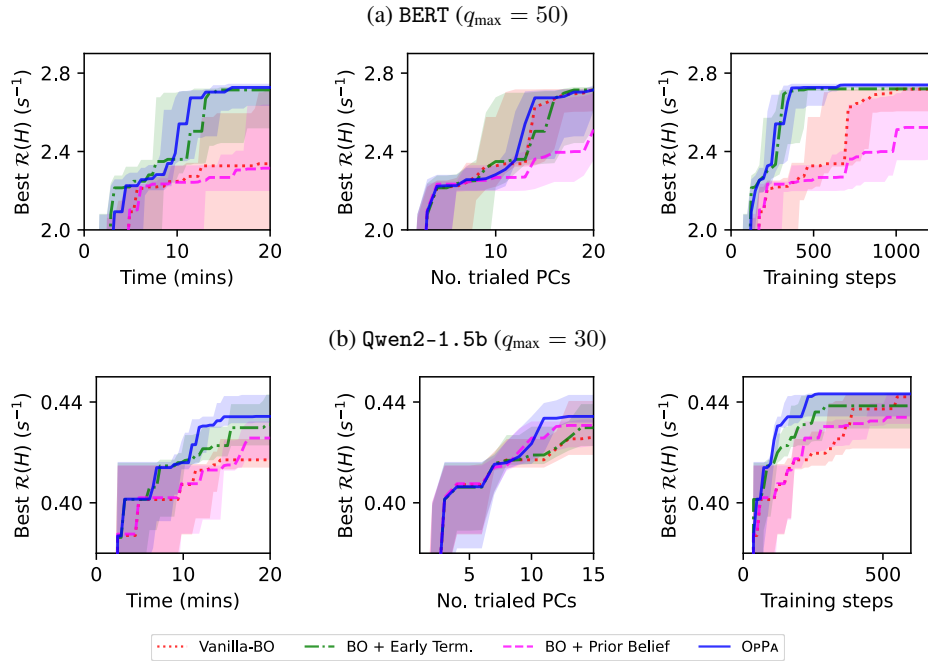 (a) BERT (q_max = 50)
Best R(H) (s⁻¹)
2.8
2.4
2.0
0 10 20
Time (mins)
Best R(H) (s⁻¹)
2.8
2.4
2.0
10 20
No. trialed PCs
Best R(H) (s⁻¹)
2.8
2.4
2.0
0 500 1000
Training steps
(b) Qwen2-1.5b (q_max = 30)
Best R(H) (s⁻¹)
0.44
0.40
0 10 20
Time (mins)
Best R(H) (s⁻¹)
0.44
0.40
5 10 15
No. trialed PCs
Best R(H) (s⁻¹)
0.44
0.40
0 500
Training steps
Vanilla-BO BO + Early Term. BO + Prior Belief OPPA